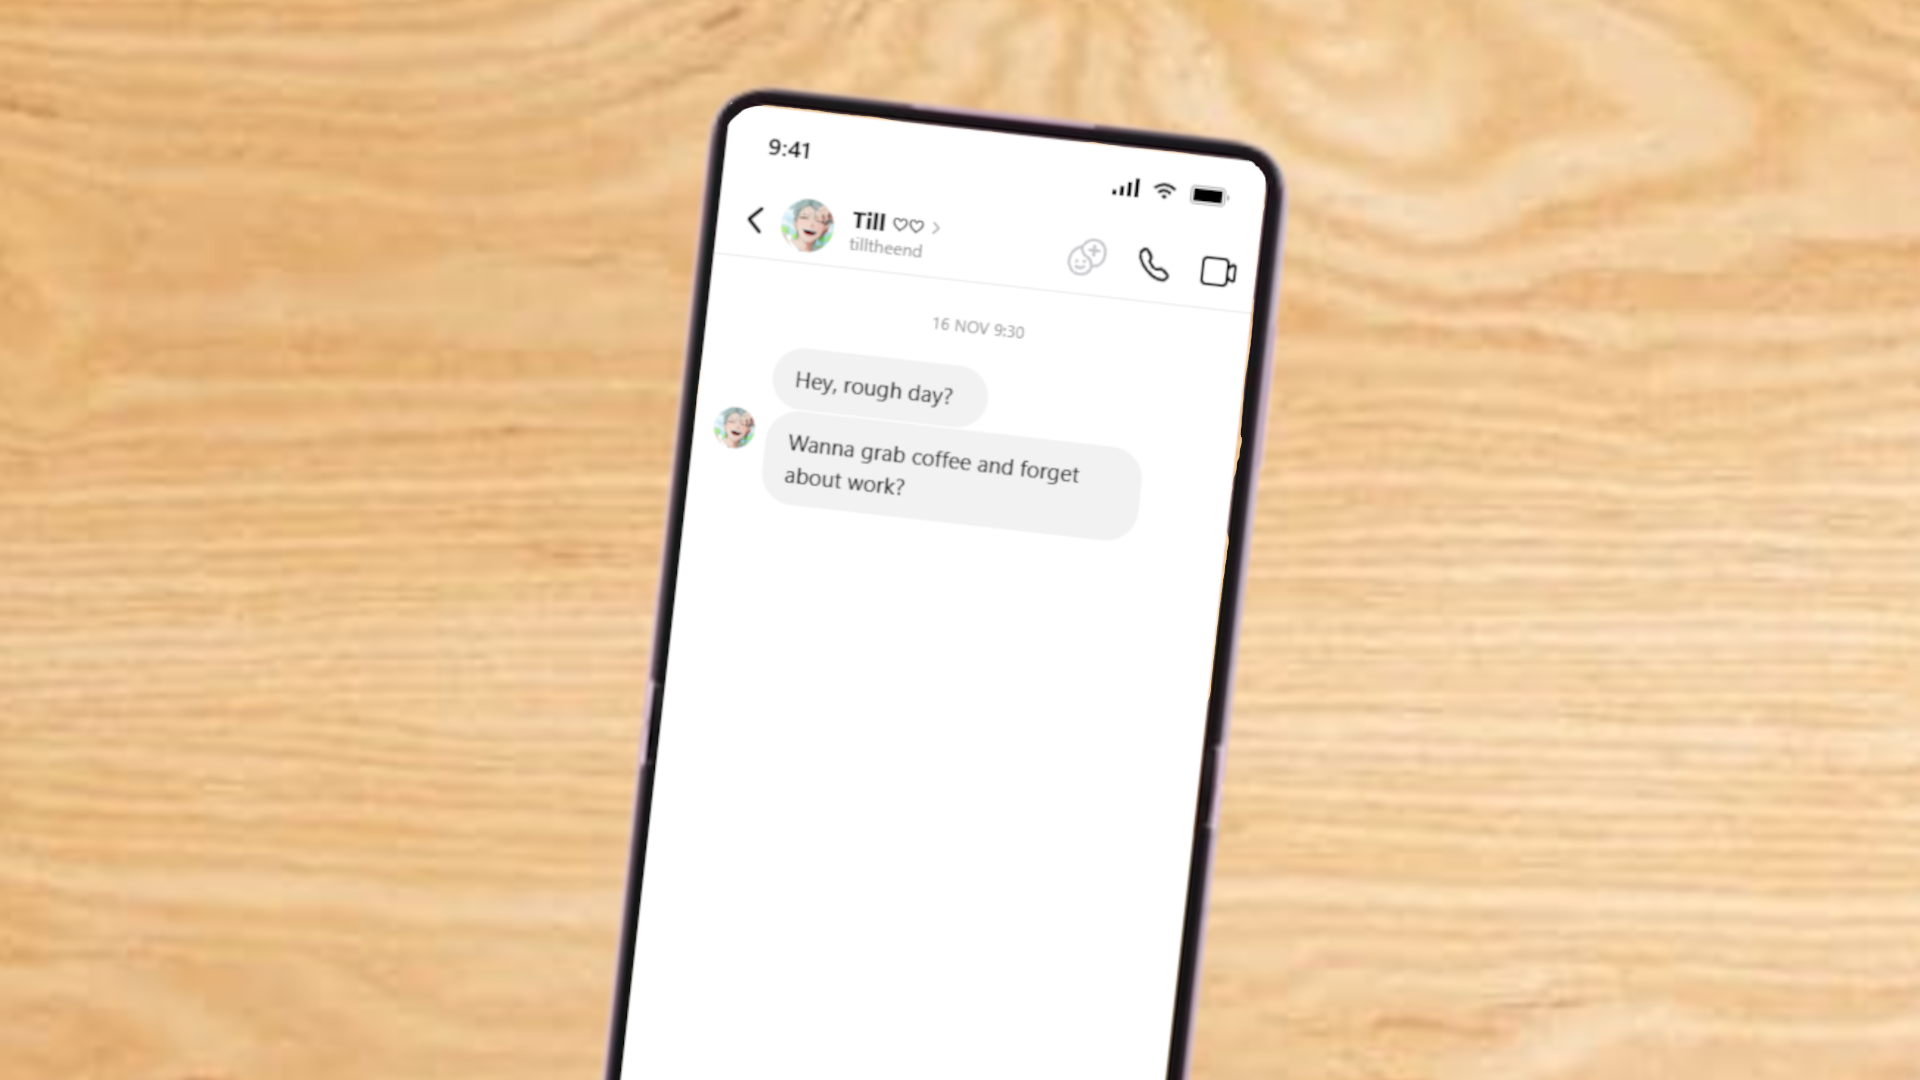 9:41
Till ♡♡ >
tilltheend
16 NOV 9:30
Hey, rough day?
Wanna grab coffee and forget
about work?